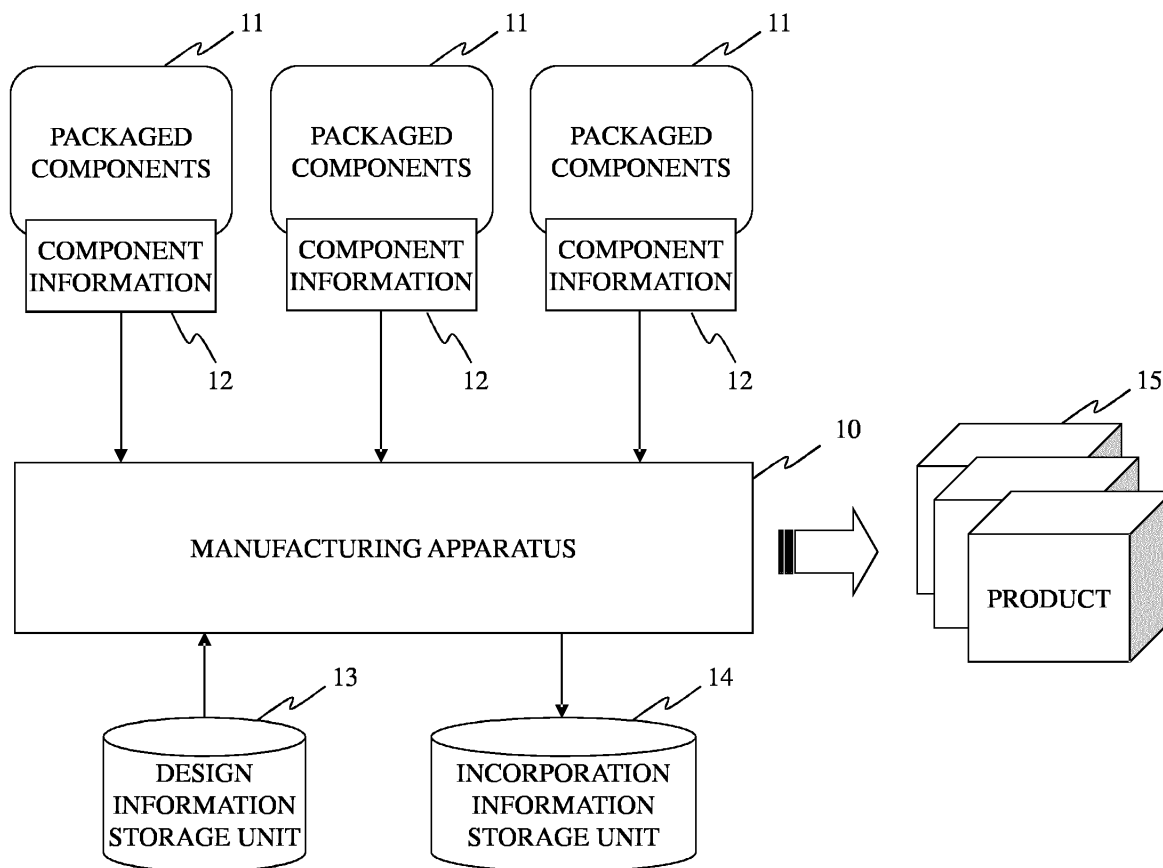 11
11
11
PACKAGED
COMPONENTS
PACKAGED
COMPONENTS
PACKAGED
COMPONENTS
COMPONENT
INFORMATION
COMPONENT
INFORMATION
COMPONENT
INFORMATION
12
12
12
15
10
MANUFACTURING APPARATUS
PRODUCT
13
14
DESIGN
INFORMATION
STORAGE UNIT
INCORPORATION
INFORMATION
STORAGE UNIT